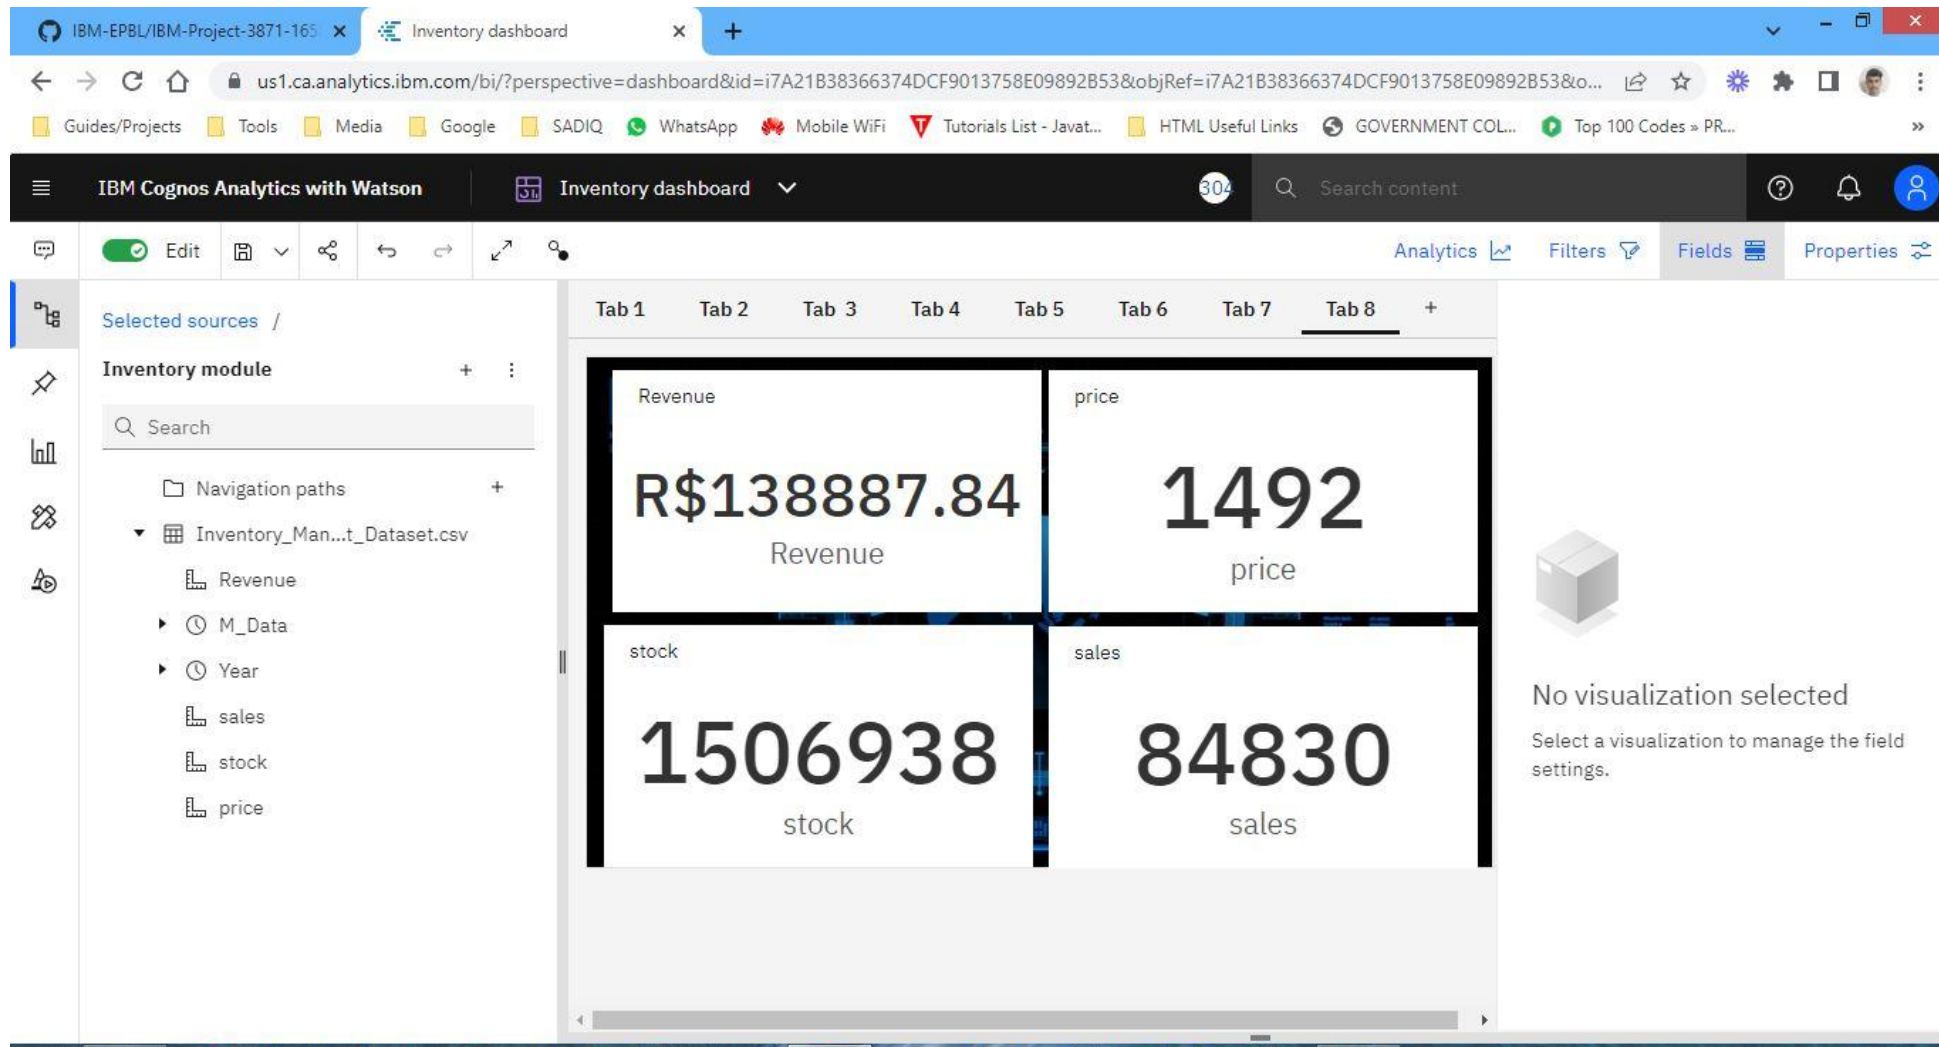 IBM-EPBL/IBM-Project-3871-165
Inventory dashboard
us1.ca.analytics.ibm.com/bi/?perspective=dashboard&id=i7A21B38366374DCF9013758E09892B53&objRef=i7A21B38366374DCF9013758E09892B53&o...
Guides/Projects
Tools
Media
Google
SADIQ
WhatsApp
Mobile WiFi
Tutorials List - Javat...
HTML Useful Links
GOVERNMENT COL...
Top 100 Codes » PR...
»
IBM Cognos Analytics with Watson
Inventory dashboard
304
Search content
Edit
Analytics
Filters
Fields
Properties
Selected sources /
Inventory module
Search
Navigation paths
Inventory_Man...t_Dataset.csv
Revenue
M_Data
Year
sales
stock
price
Tab 1
Tab 2
Tab 3
Tab 4
Tab 5
Tab 6
Tab 7
Tab 8
Revenue
R$138887.84
Revenue
price
1492
price
stock
1506938
stock
sales
84830
sales
No visualization selected
Select a visualization to manage the field
settings.